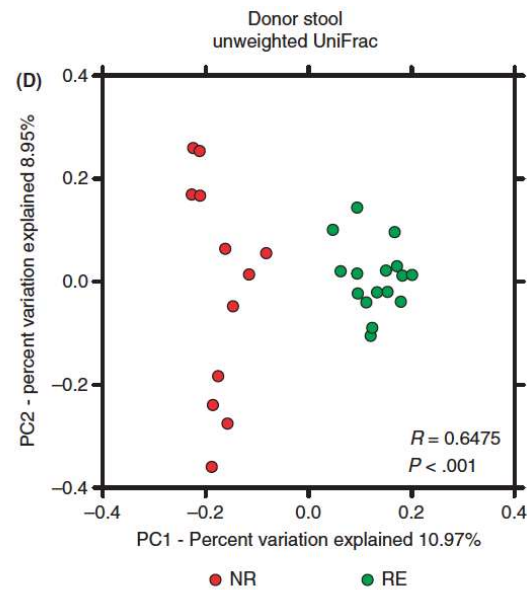 Donor stool
unweighted UniFrac
(D)
0.4
0.2
0.0
−0.2
−0.4
PC2 - percent variation explained 8.95%
R = 0.6475
P < .001
−0.4
−0.2
0.0
0.2
0.4
PC1 - Percent variation explained 10.97%
NR
RE